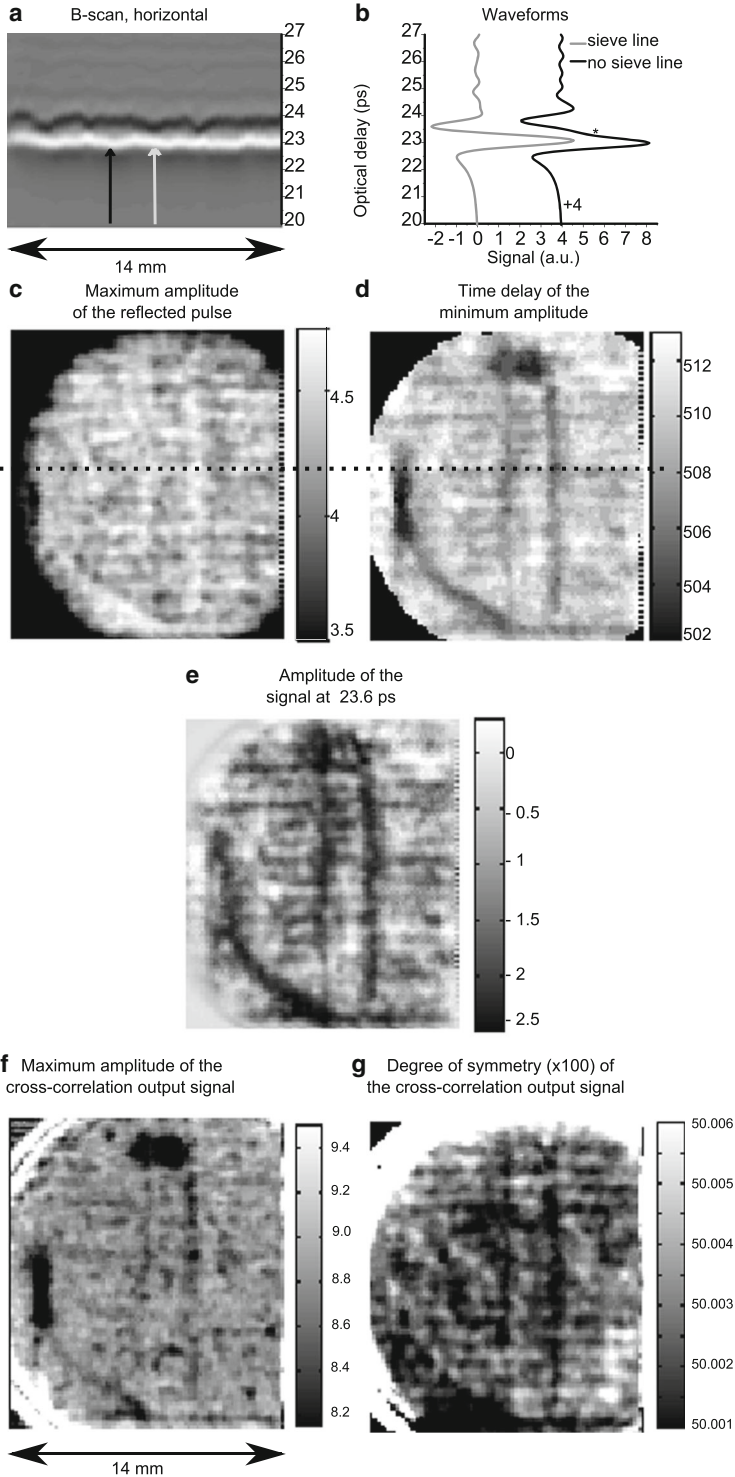 a B-scan, horizontal
27
26
25
24
23
22
21
20
14 mm
b Waveforms
sieve line
no sieve line
Optical delay (ps)
27
26
25
24
23
22
21
20
*
+4
-2 -1 0 1 2 3 4 5 6 7 8
Signal (a.u.)
c Maximum amplitude
of the reflected pulse
4.5
4
3.5
d Time delay of the
minimum amplitude
512
510
508
506
504
502
e Amplitude of the
signal at 23.6 ps
0
- 0.5
- 1
- 1.5
- 2
- 2.5
f Maximum amplitude of the
cross-correlation output signal
9.4
9.2
9.0
8.8
8.6
8.4
8.2
14 mm
g Degree of symmetry (x100) of
the cross-correlation output signal
50.006
50.005
50.004
50.003
50.002
50.001